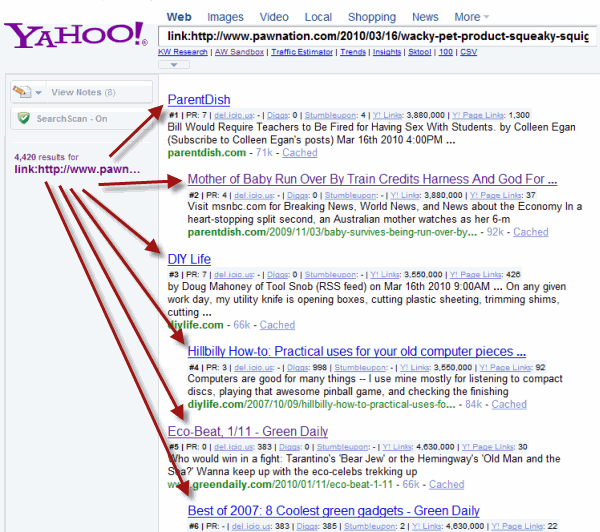 Web Images Video Local Shopping News More
YAHOO!®
link:http://www.pawnation.com/2010/03/16/wacky-pet-product-squeaky-squig
KW Research | AW Sandbox | Traffic Estimator | Trends | Insights | Sktool | 100 | CSV
View Notes (8)
SearchScan - On
4,420 results for
link:http://www.pawn...
ParentDish
#1 | PR: 7 | del.icio.us: - | Diggs: 0 | Stumbleupon: 4 | Y! Links: 3,880,000 | Y! Page Links: 1,300
Bill Would Require Teachers to Be Fired for Having Sex With Students. by Colleen Egan
(Subscribe to Colleen Egan's posts) Mar 16th 2010 4:00PM ...
parentdish.com - 71k - Cached
Mother of Baby Run Over By Train Credits Harness And God For ...
#2 | PR: 4 | del.icio.us: - | Diggs: 0 | Stumbleupon: - | Y! Links: 3,880,000 | Y! Page Links: 37
Visit msnbc.com for Breaking News, World News, and News about the Economy In a
heart-stopping split second, an Australian mother watches as her 6-m
parentdish.com/2009/11/03/baby-survives-being-run-over-by... - 92k - Cached
DIY Life
#3 | PR: 7 | del.icio.us: - | Diggs: 0 | Stumbleupon: - | Y! Links: 3,550,000 | Y! Page Links: 426
by Doug Mahoney of Tool Snob (RSS feed) on Mar 16th 2010 9:00AM ... On any given
work day, my utility knife is opening boxes, cutting plastic sheeting, trimming shims,
cutting ...
diylife.com - 66k - Cached
Hillbilly How-to: Practical uses for your old computer pieces ...
#4 | PR: 3 | del.icio.us: - | Diggs: 998 | Stumbleupon: - | Y! Links: 3,550,000 | Y! Page Links: 92
Computers are good for many things -- I use mine mostly for listening to compact
discs, playing that awesome pinball game, and checking the finishing
diylife.com/2007/10/09/hillbilly-how-to-practical-uses-fo... - 84k - Cached
Eco-Beat, 1/11 - Green Daily
#5 | PR: 0 | del.icio.us: 383 | Diggs: 0 | Stumbleupon: - | Y! Links: 4,630,000 | Y! Page Links: 30
Who would win in a fight: Tarantino's 'Bear Jew' or the Hemingway's 'Old Man and the
Sea?' Wanna keep up with the eco-celebs trekking up
www.greendaily.com/2010/01/11/eco-beat-1-11 - 66k - Cached
Best of 2007: 8 Coolest green gadgets - Green Daily
#6 | PR: - | del.icio.us: 383 | Diggs: 385 | Stumbleupon: 2 | Y! Links: 4,630,000 | Y! Page Links: 22